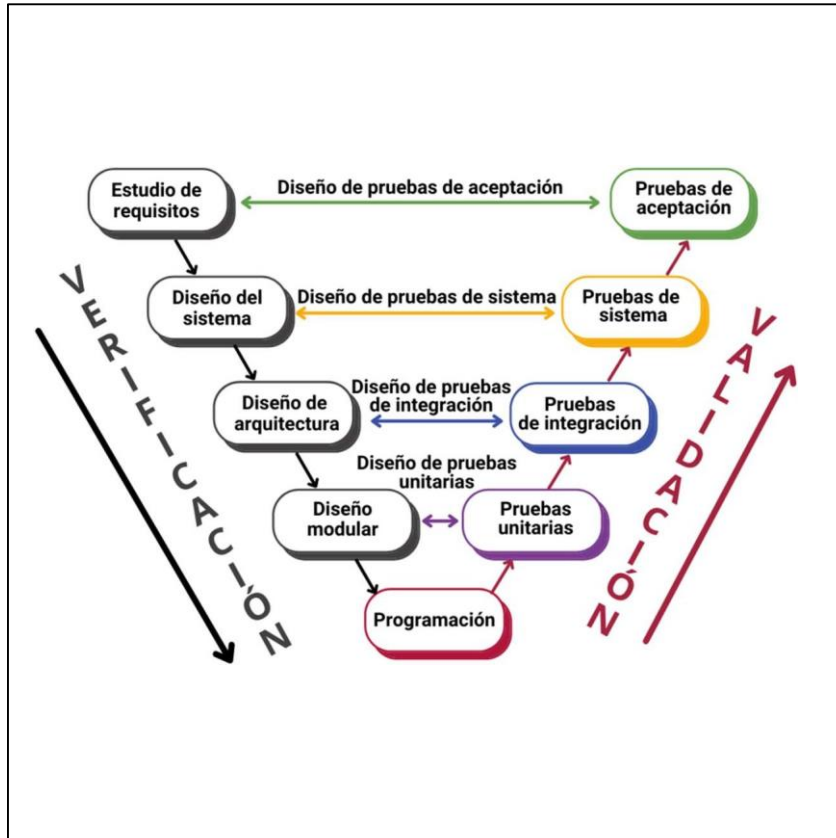 Estudio de
requisitos
Diseño de pruebas de aceptación
Pruebas de
aceptación
Diseño del
sistema
Diseño de pruebas de sistema
Pruebas de
sistema
Diseño de
arquitectura
Diseño de pruebas
de integración
Pruebas
de integración
Diseño
modular
Diseño de pruebas
unitarias
Pruebas
unitarias
Programación
VERIFICACIÓN
VALIDACIÓN